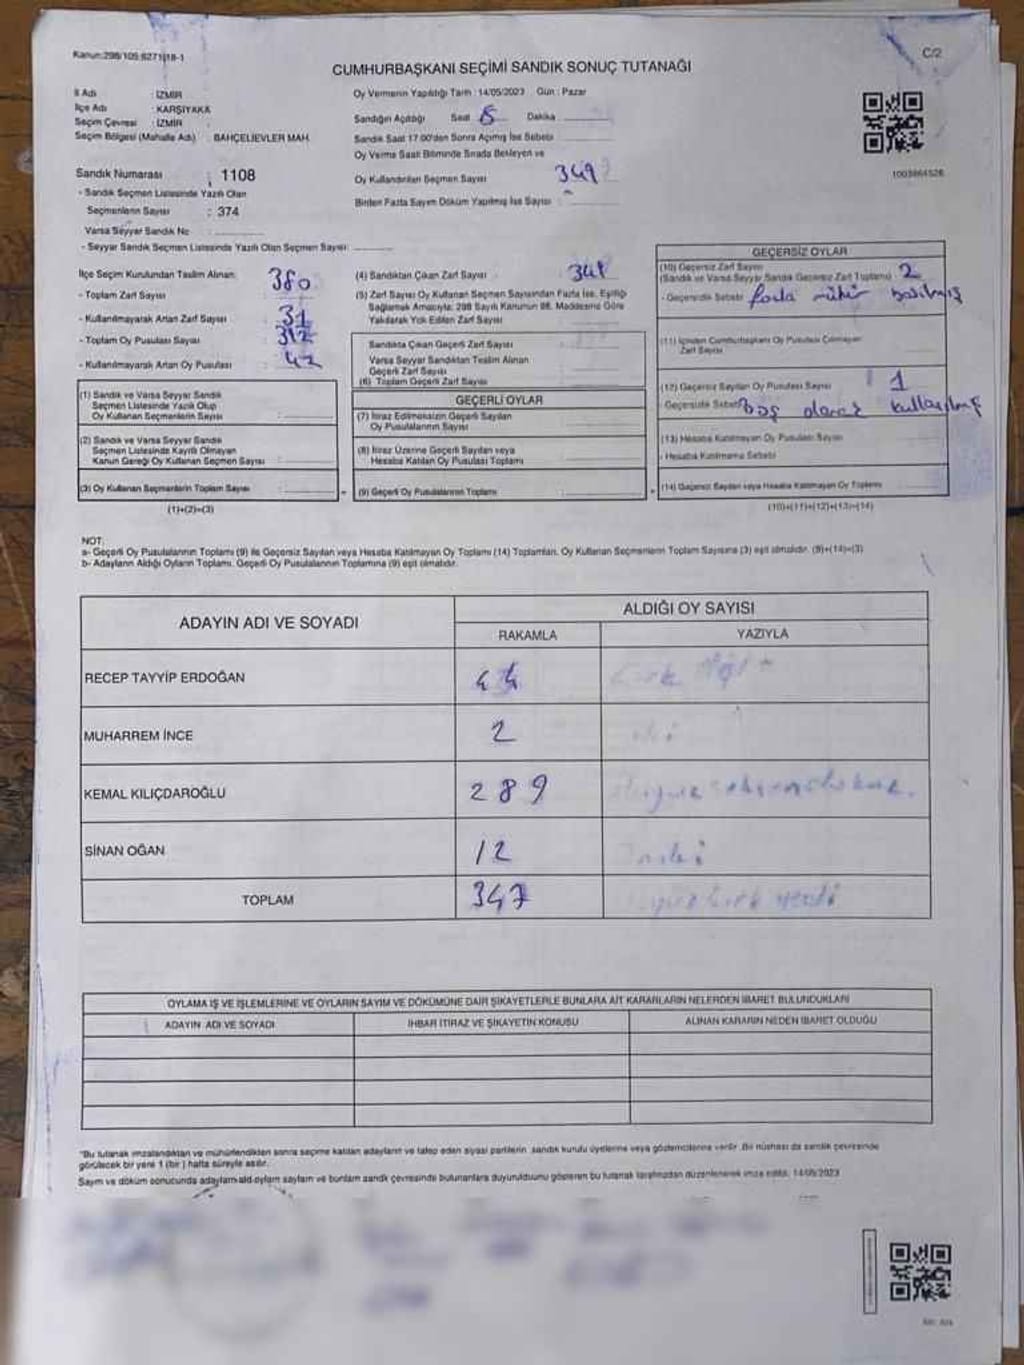 Kanun:298/105:6271/18-1
C/2
CUMHURBAŞKANI SEÇİMİ SANDIK SONUÇ TUTANAĞI
İl Adı : İZMİR
İlçe Adı : KARŞIYAKA
Seçim Çevresi : İZMİR
Seçim Bölgesi (Mahalle Adı) : BAHÇELİEVLER MAH.
Oy Vermenin Yapıldığı Tarih : 14/05/2023 Gün : Pazar
Sandığın Açıldığı Saat Dakika
Sandık Saat 17:00'den Sonra Açılmış İse Sebebi
Oy Verme Saati Bitiminde Sırada Bekleyen ve
Oy Kullandırılan Seçmen Sayısı 349
Birden Fazla Sayım Döküm Yapılmış İse Sayısı :
1003864526
Sandık Numarası : 1108
- Sandık Seçmen Listesinde Yazılı Olan
Seçmenlerin Sayısı : 374
Varsa Seyyar Sandık No :
- Seyyar Sandık Seçmen Listesinde Yazılı Olan Seçmen Sayısı :
İlçe Seçim Kurulundan Teslim Alınan:
- Toplam Zarf Sayısı 380
- Kullanılmayarak Artan Zarf Sayısı : 31
- Toplam Oy Pusulası Sayısı :
- Kullanılmayarak Artan Oy Pusulası : 42
(1) Sandık ve Varsa Seyyar Sandık
Seçmen Listesinde Yazılı Olup
Oy Kullanan Seçmenlerin Sayısı :
(2) Sandık ve Varsa Seyyar Sandık
Seçmen Listesinde Kayıtlı Olmayan
Kanun Gereği Oy Kullanan Seçmen Sayısı :
(3) Oy Kullanan Seçmenlerin Toplam Sayısı :
(1)+(2)=(3)
(4) Sandıktan Çıkan Zarf Sayısı :
(5) Zarf Sayısı Oy Kullanan Seçmen Sayısından Fazla İse, Eşitliği
Sağlamak Amacıyla; 298 Sayılı Kanunun 98. Maddesine Göre
Yakılarak Yok Edilen Zarf Sayısı :
Sandıkta Çıkan Geçerli Zarf Sayısı :
Varsa Seyyar Sandıktan Teslim Alınan
Geçerli Zarf Sayısı :
(6) Toplam Geçerli Zarf Sayısı :
GEÇERLİ OYLAR
(7) İtiraz Edilmeksizin Geçerli Sayılan
Oy Pusulalarının Sayısı :
(8) İtiraz Üzerine Geçerli Sayılan veya
Hesaba Katılan Oy Pusulası Toplamı :
(9) Geçerli Oy Pusulalarının Toplamı :
GEÇERSİZ OYLAR
(10) Geçersiz Zarf Sayısı
(Sandık ve Varsa Seyyar Sandık Geçersiz Zarf Toplamı) : 2
- Geçersizlik Sebebi fazla mühür basılmış
(11) İçinden Cumhurbaşkanı Oy Pusulası Çıkmayan
Zarf Sayısı
(12) Geçersiz Sayılan Oy Pusulası Sayısı 1
- Geçersizlik Sebebi boş olarak
(13) Hesaba Katılmayan Oy Pusulası Sayısı
- Hesaba Katılmama Sebebi
(14) Geçersiz Sayılan veya Hesaba Katılmayan Oy Toplamı
(10)+(11)+(12)+(13)=(14)
NOT:
a- Geçerli Oy Pusulalarının Toplamı (9) ile Geçersiz Sayılan veya Hesaba Katılmayan Oy Toplamı (14) Toplamları, Oy Kullanan Seçmenlerin Toplam Sayısına (3) eşit olmalıdır. (9)+(14)=(3)
b- Adayların Aldığı Oyların Toplamı, Geçerli Oy Pusulalarının Toplamına (9) eşit olmalıdır.
ADAYIN ADI VE SOYADI
ALDIĞI OY SAYISI
RAKAMLA YAZIYLA
RECEP TAYYİP ERDOĞAN 44
MUHARREM İNCE 2 iki
KEMAL KILIÇDAROĞLU 289
SİNAN OĞAN 12
TOPLAM 347
OYLAMA İŞ VE İŞLEMLERİNE VE OYLARIN SAYIM VE DÖKÜMÜNE DAİR ŞİKAYETLERLE BUNLARA AİT KARARLARIN NELERDEN İBARET BULUNDUKLARI
ADAYIN ADI VE SOYADI
İHBAR İTİRAZ VE ŞİKAYETİN KONUSU
ALINAN KARARIN NEDEN İBARET OLDUĞU
*Bu tutanak imzalandıktan ve mühürlendikten sonra seçime katılan adayların ve talep eden siyasi partilerin sandık kurulu üyelerine veya gözlemcilerine verilir. Bir nüshası da sandık çevresinde
görülecek bir yere 1 (bir) hafta süreyle asılır.
Sayım ve döküm sonucunda adayların aldığı oyların sayısını ve bunların sandık çevresinde bulunanlara duyurulduğunu gösteren bu tutanak tarafımızdan düzenlenerek imza edildi. 14/05/2023